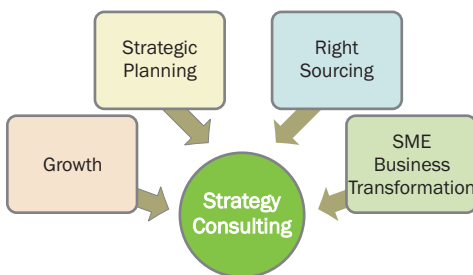 Strategic
Planning
Right
Sourcing
Growth
SME
Business
Transformation
Strategy
Consulting